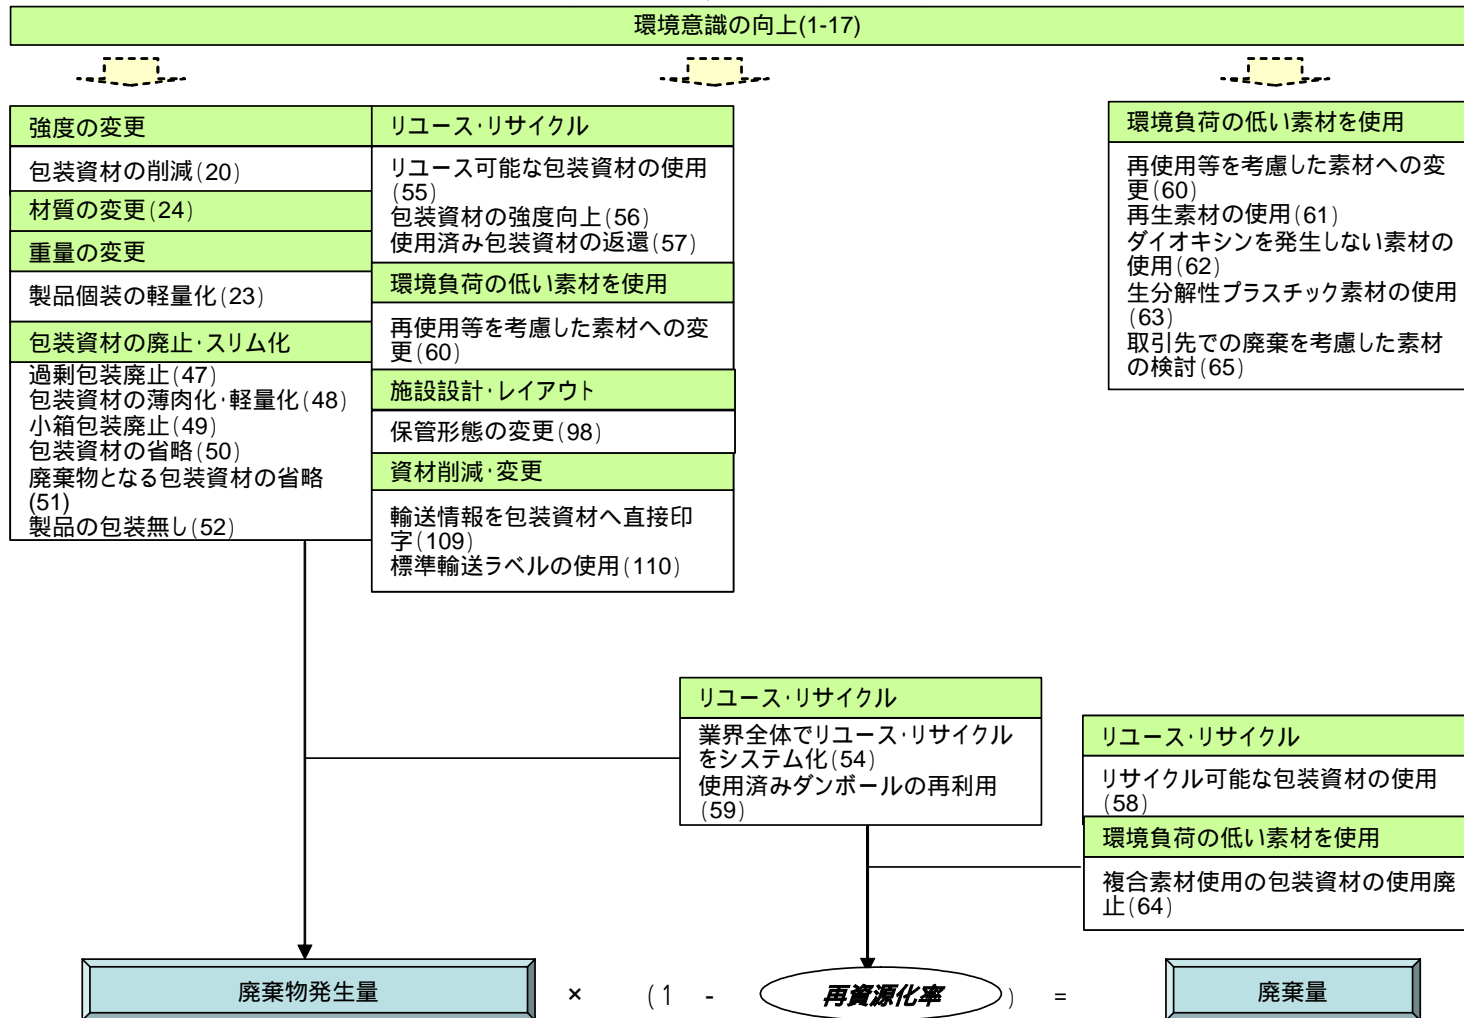 環境意識の向上(1-17)
強度の変更
包装資材の削減(20)
材質の変更(24)
重量の変更
製品個装の軽量化(23)
包装資材の廃止・スリム化
過剰包装廃止(47)
包装資材の薄肉化・軽量化(48)
小箱包装廃止(49)
包装資材の省略(50)
廃棄物となる包装資材の省略
(51)
製品の包装無し(52)
リユース・リサイクル
リユース可能な包装資材の使用
(55)
包装資材の強度向上(56)
使用済み包装資材の返還(57)
環境負荷の低い素材を使用
再使用等を考慮した素材への変
更(60)
施設設計・レイアウト
保管形態の変更(98)
資材削減・変更
輸送情報を包装資材へ直接印
字(109)
標準輸送ラベルの使用(110)
環境負荷の低い素材を使用
再使用等を考慮した素材への変
更(60)
再生素材の使用(61)
ダイオキシンを発生しない素材の
使用(62)
生分解性プラスチック素材の使用
(63)
取引先での廃棄を考慮した素材
の検討(65)
リユース・リサイクル
業界全体でリユース・リサイクル
をシステム化(54)
使用済みダンボールの再利用
(59)
リユース・リサイクル
リサイクル可能な包装資材の使用
(58)
環境負荷の低い素材を使用
複合素材使用の包装資材の使用廃
止(64)
廃棄物発生量 × (1 - 再資源化率) = 廃棄量